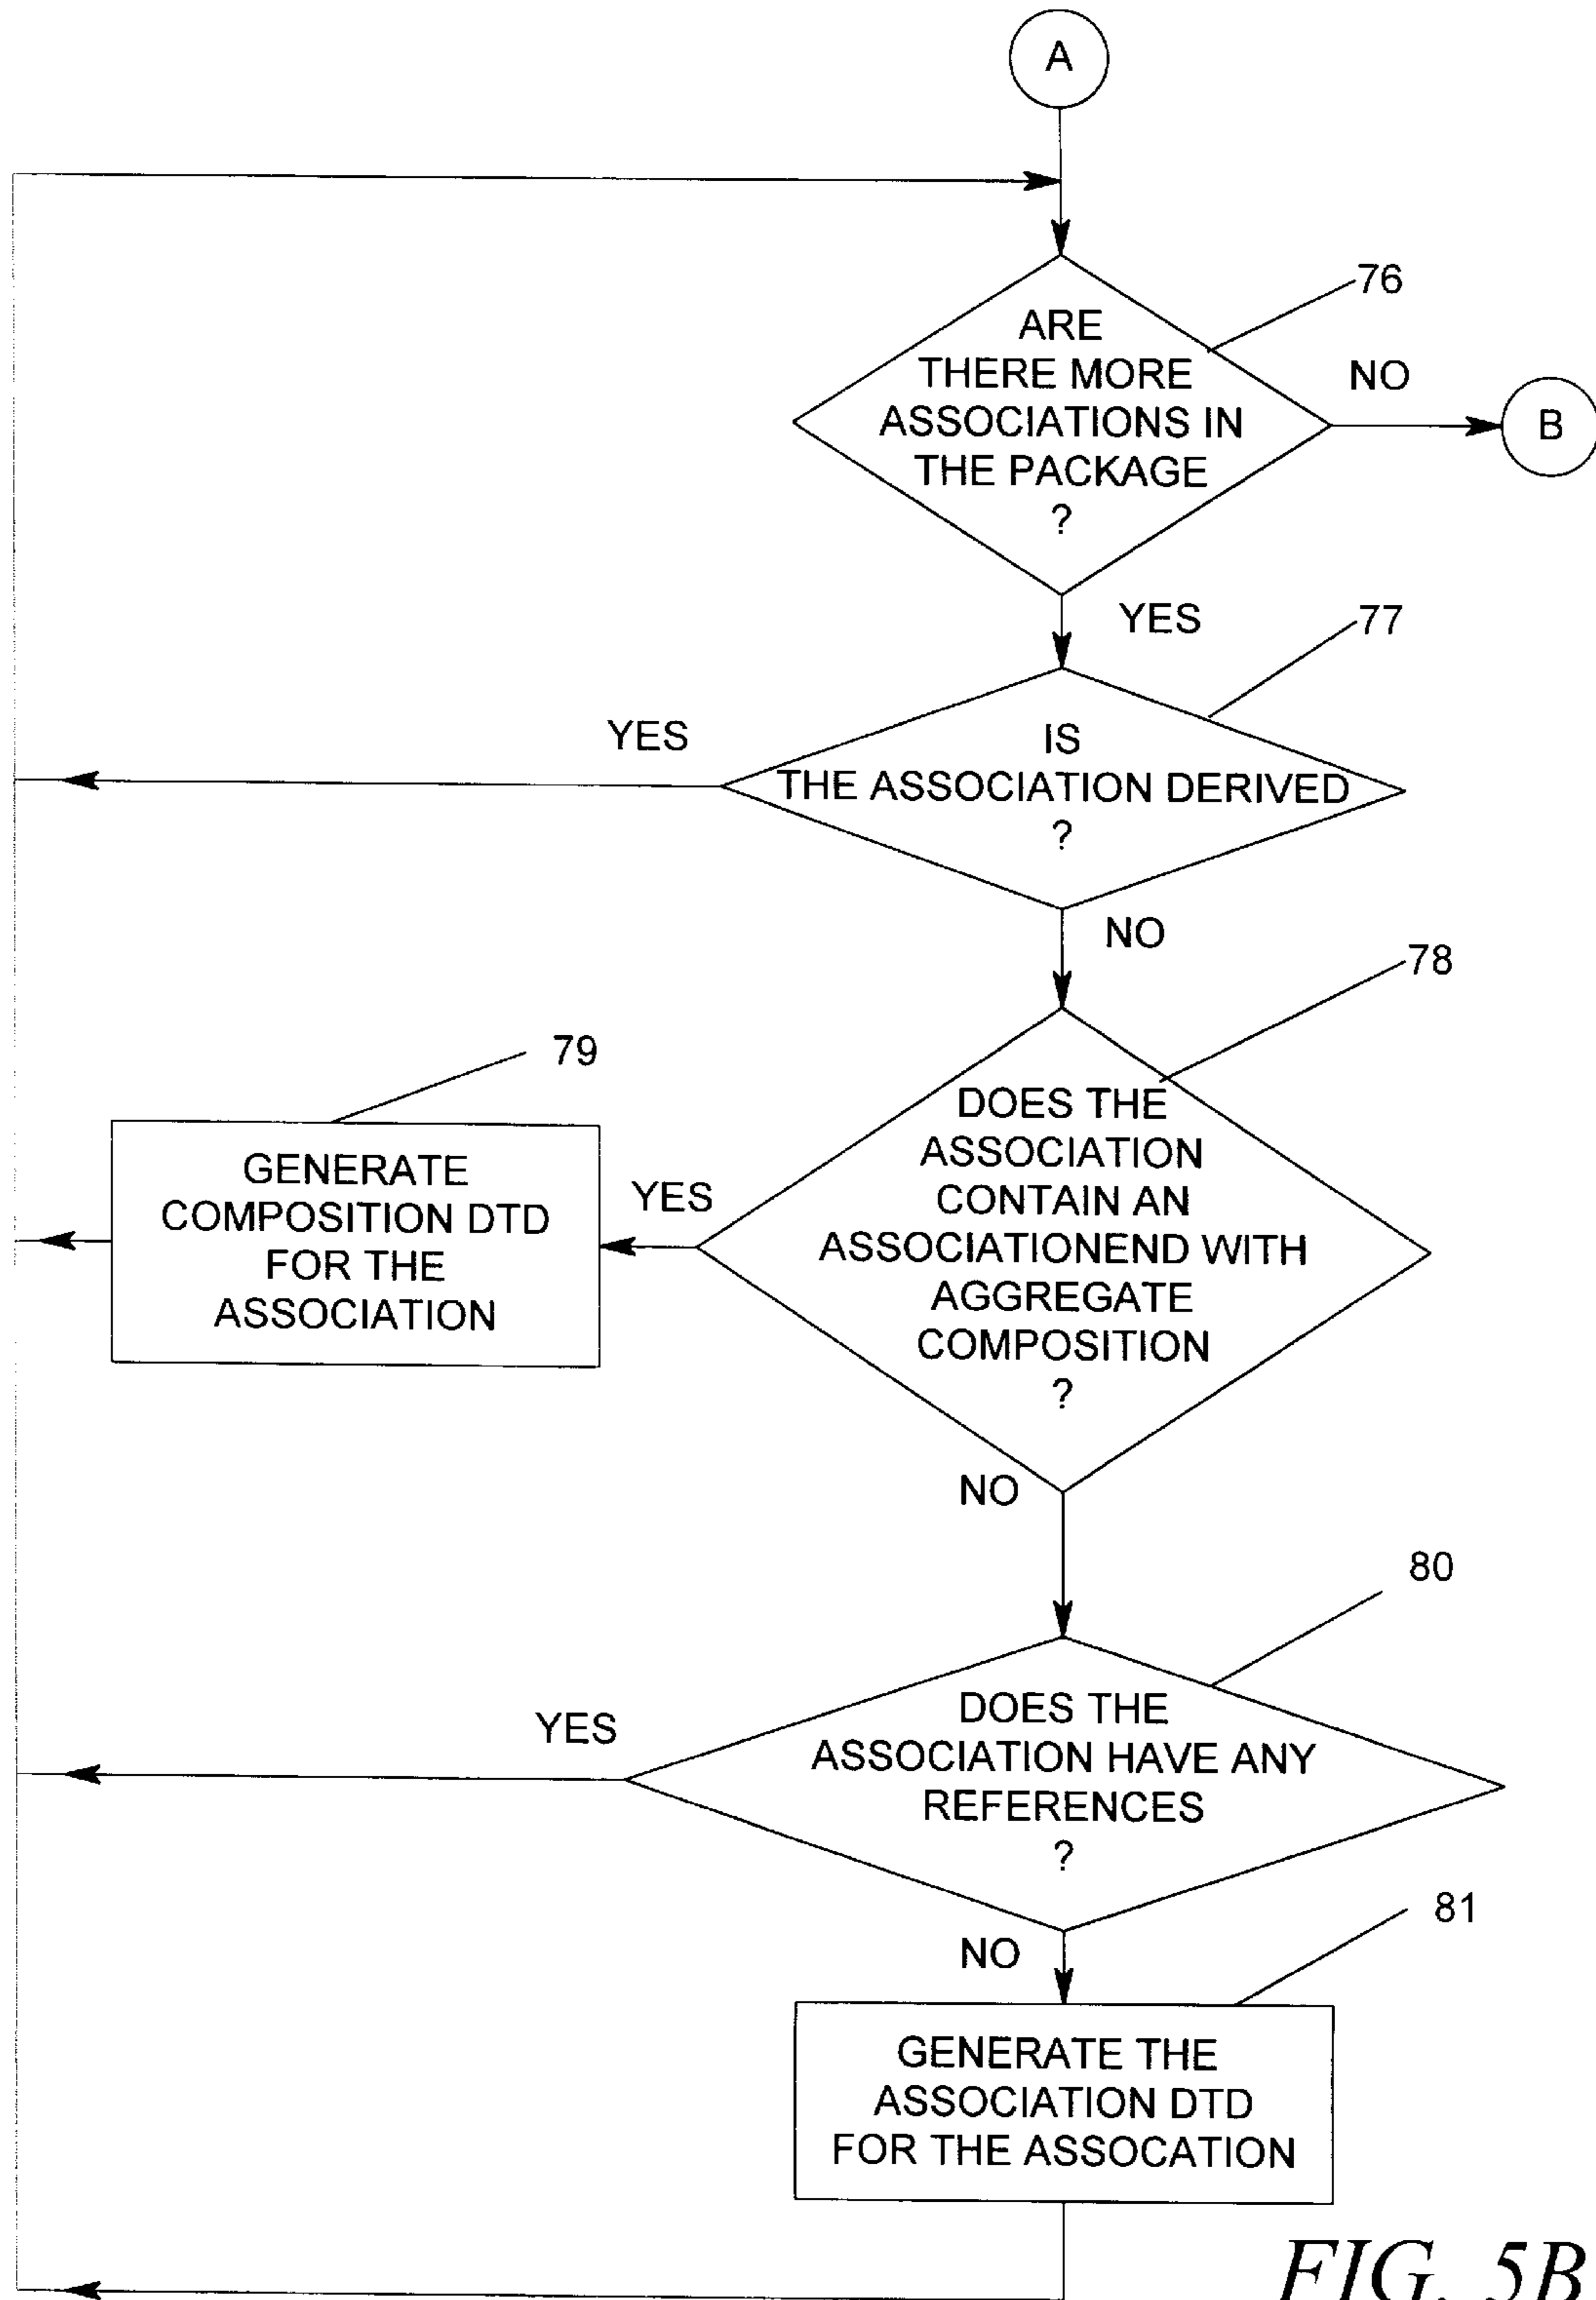 A
76
ARE
THERE MORE
ASSOCIATIONS IN
THE PACKAGE
?
NO
B
YES
77
YES
IS
THE ASSOCIATION DERIVED
?
NO
78
79
DOES THE
ASSOCIATION
CONTAIN AN
ASSOCIATIONEND WITH
AGGREGATE
COMPOSITION
?
YES
GENERATE
COMPOSITION DTD
FOR THE
ASSOCIATION
NO
80
YES
DOES THE
ASSOCIATION HAVE ANY
REFERENCES
?
81
NO
GENERATE THE
ASSOCIATION DTD
FOR THE ASSOCATION
FIG. 5B